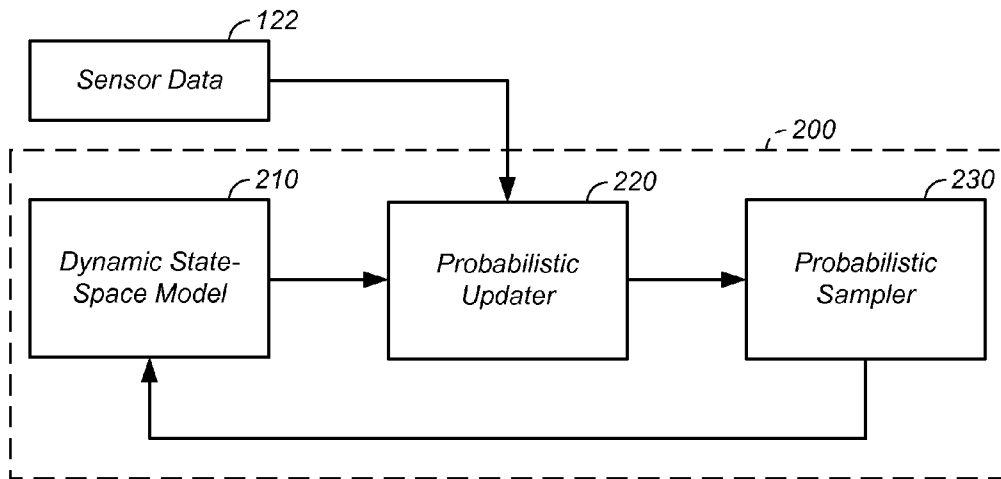 122
Sensor Data
200
210
220
230
Dynamic State-
Space Model
Probabilistic
Updater
Probabilistic
Sampler